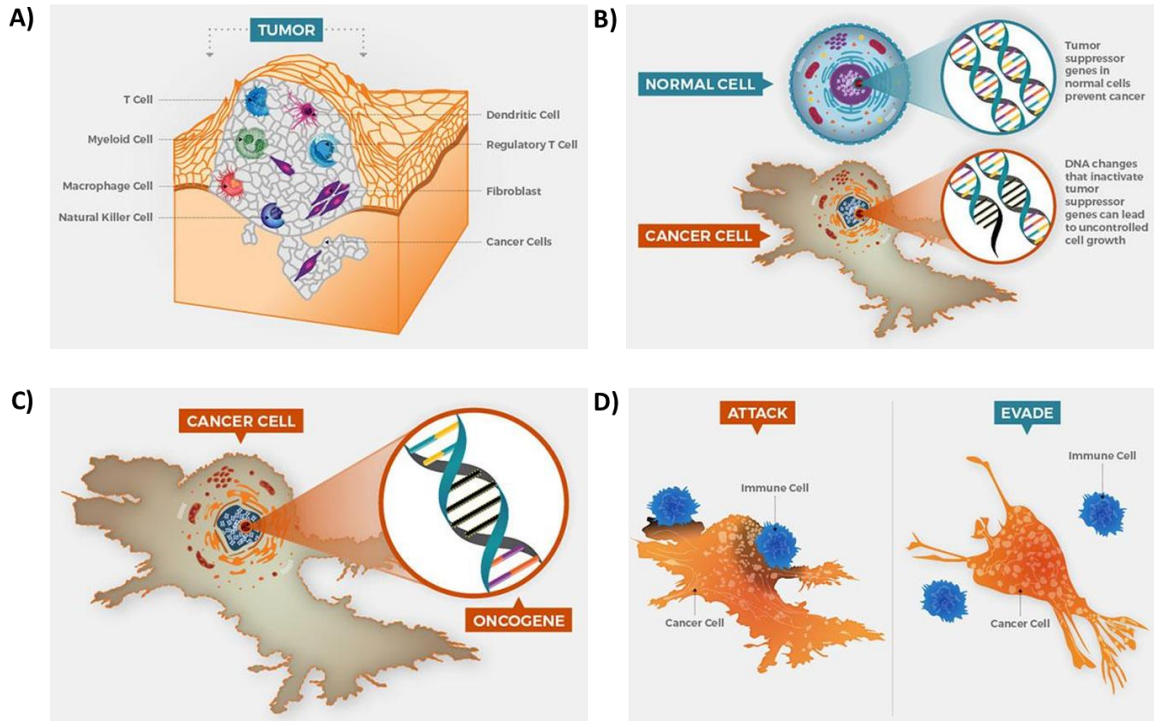 A)
TUMOR
T Cell
Myeloid Cell
Macrophage Cell
Natural Killer Cell
Dendritic Cell
Regulatory T Cell
Fibroblast
Cancer Cells
B)
NORMAL CELL
Tumor
suppressor
genes in
normal cells
prevent cancer
CANCER CELL
DNA changes
that inactivate
tumor
suppressor
genes can lead
to uncontrolled
cell growth
C)
CANCER CELL
ONCOGENE
D)
ATTACK
Immune Cell
Cancer Cell
EVADE
Immune Cell
Cancer Cell